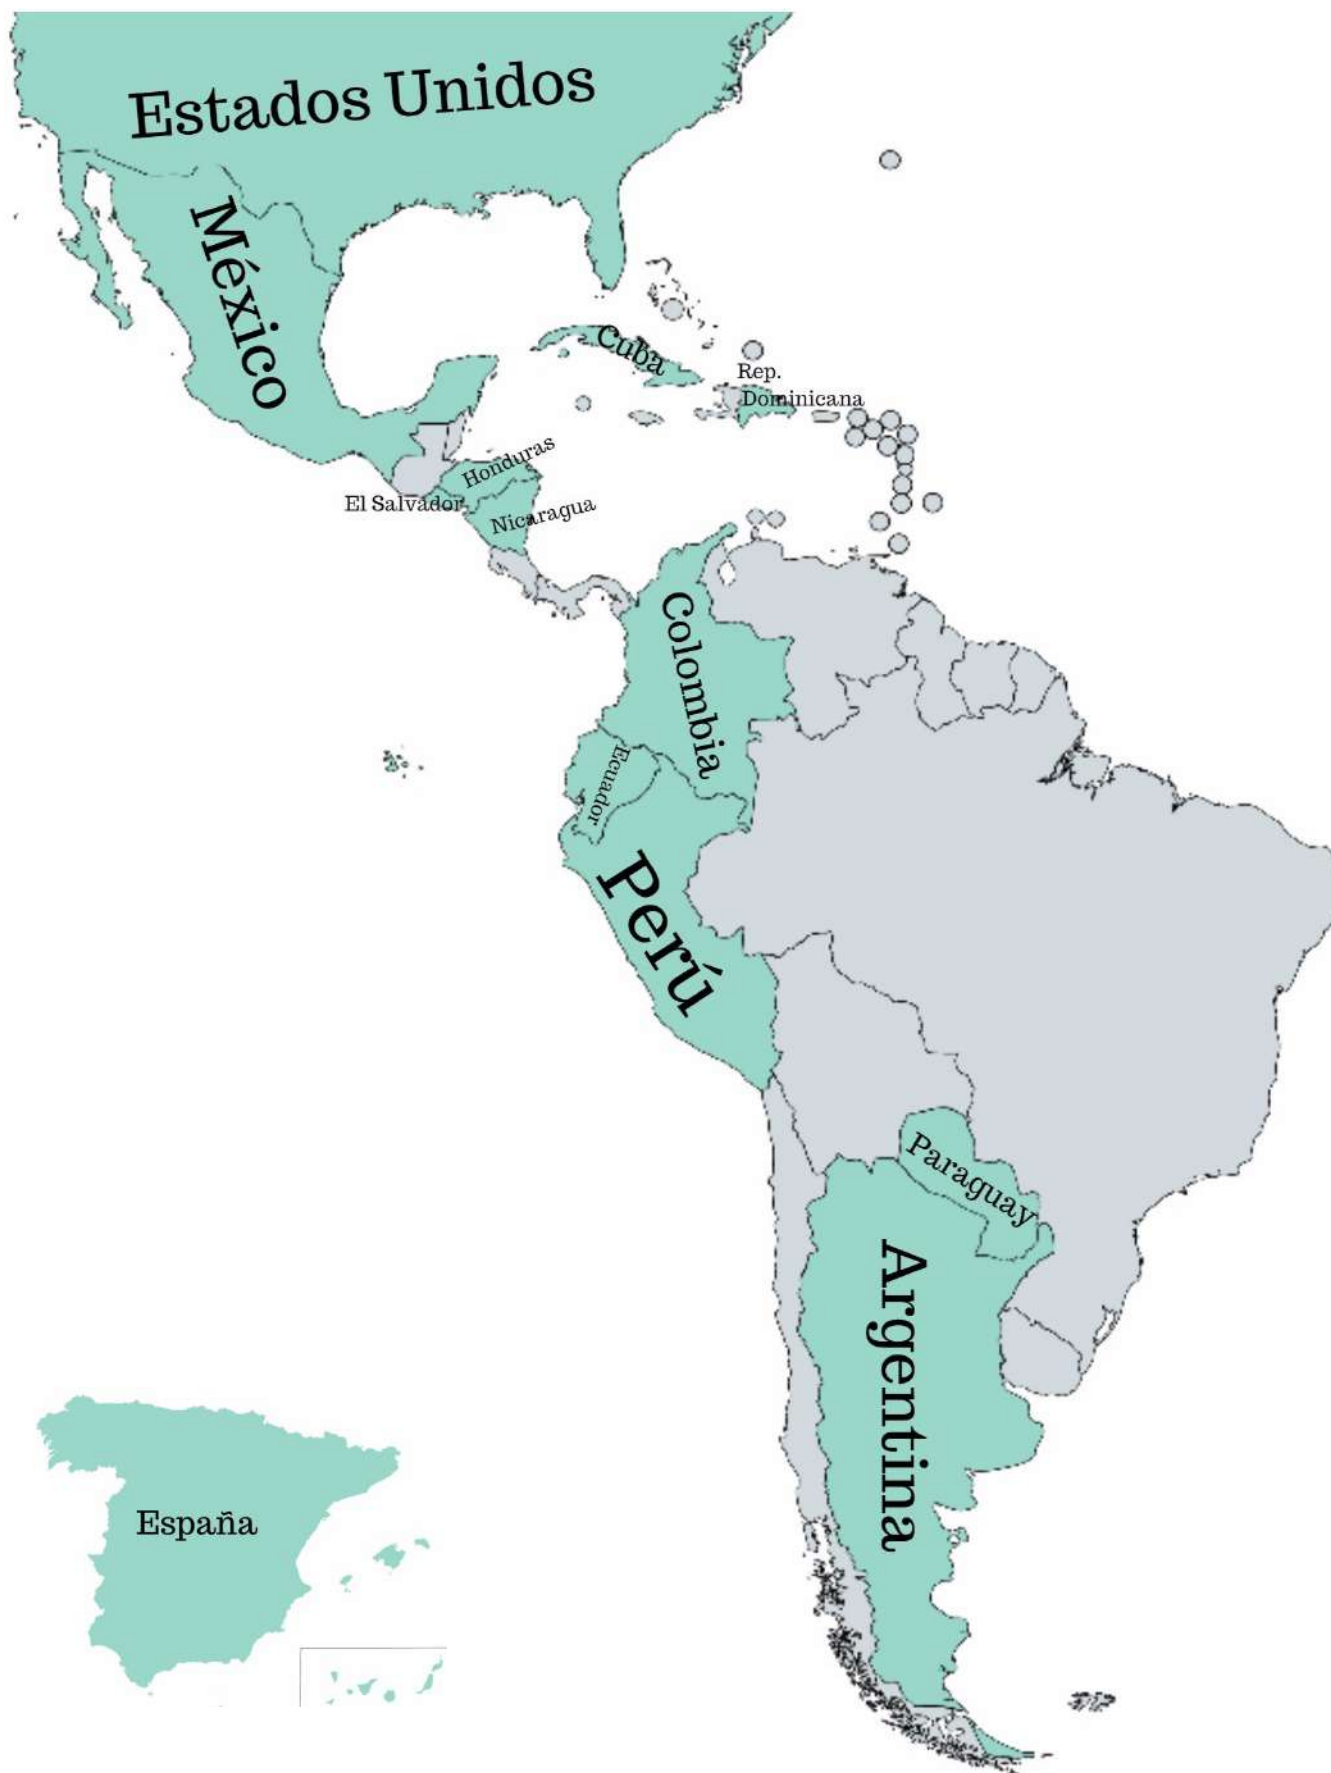 Estados Unidos
México
Cuba
Rep.
Dominicana
Honduras
El Salvador
Nicaragua
Colombia
Ecuador
Perú
Paraguay
Argentina
España